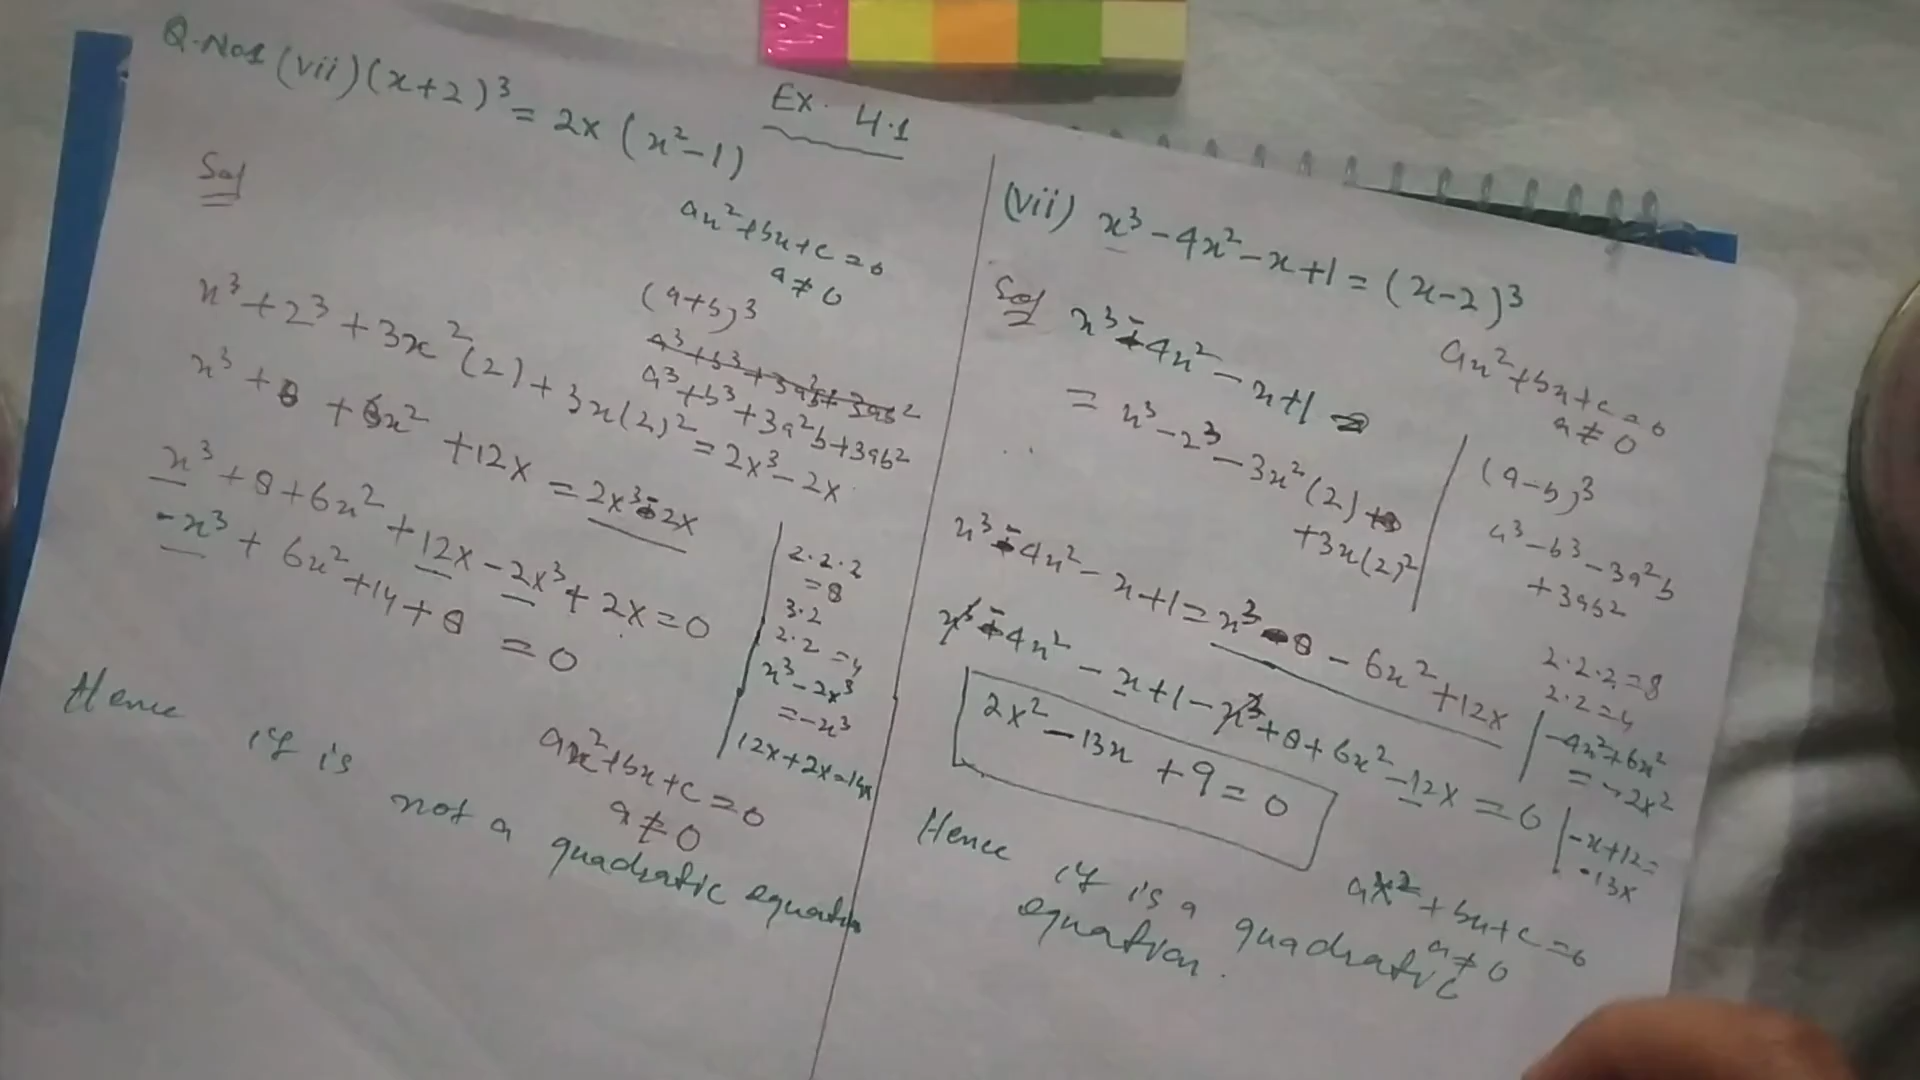 Q.No1 (vii) (x+2)³ = 2x (x²-1)
Ex. 4.1
Sol
ax²+bx+c=0
a≠0
(a+b)³
a³+b³+3a²b+3ab²
a³+b³+3a²b+3ab²
x³+2³+3x²(2)+3x(2)²=2x³-2x
x³+8+6x²+12x=2x³-2x
x³+8+6x²+12x-2x³+2x=0
-x³+6x²+14+8=0
2.2.2
=8
3.2
2.2=4
x³-2x³
=-x³
12x+2x=14x
ax²+bx+c=0
a≠0
Hence it is
not a quadratic equation
(vii) x³-4x²-x+1=(x-2)³
Sol x³-4x²-x+1
ax²+bx+c=0
a≠0
= x³-2³-3x²(2)
+3x(2)²
(a-b)³
a³-b³-3a²b
+3ab²
x³-4x²-x+1=x³-8-6x²+12x
2.2.2=8
2.2=4
x³-4x²-x+1-x³+8+6x²-12x=0
-4x²+6x²
=2x²
2x²-13x+9=0
-x+12=
-13x
ax²+bx+c=0
a≠0
Hence it is a quadratic
equation.